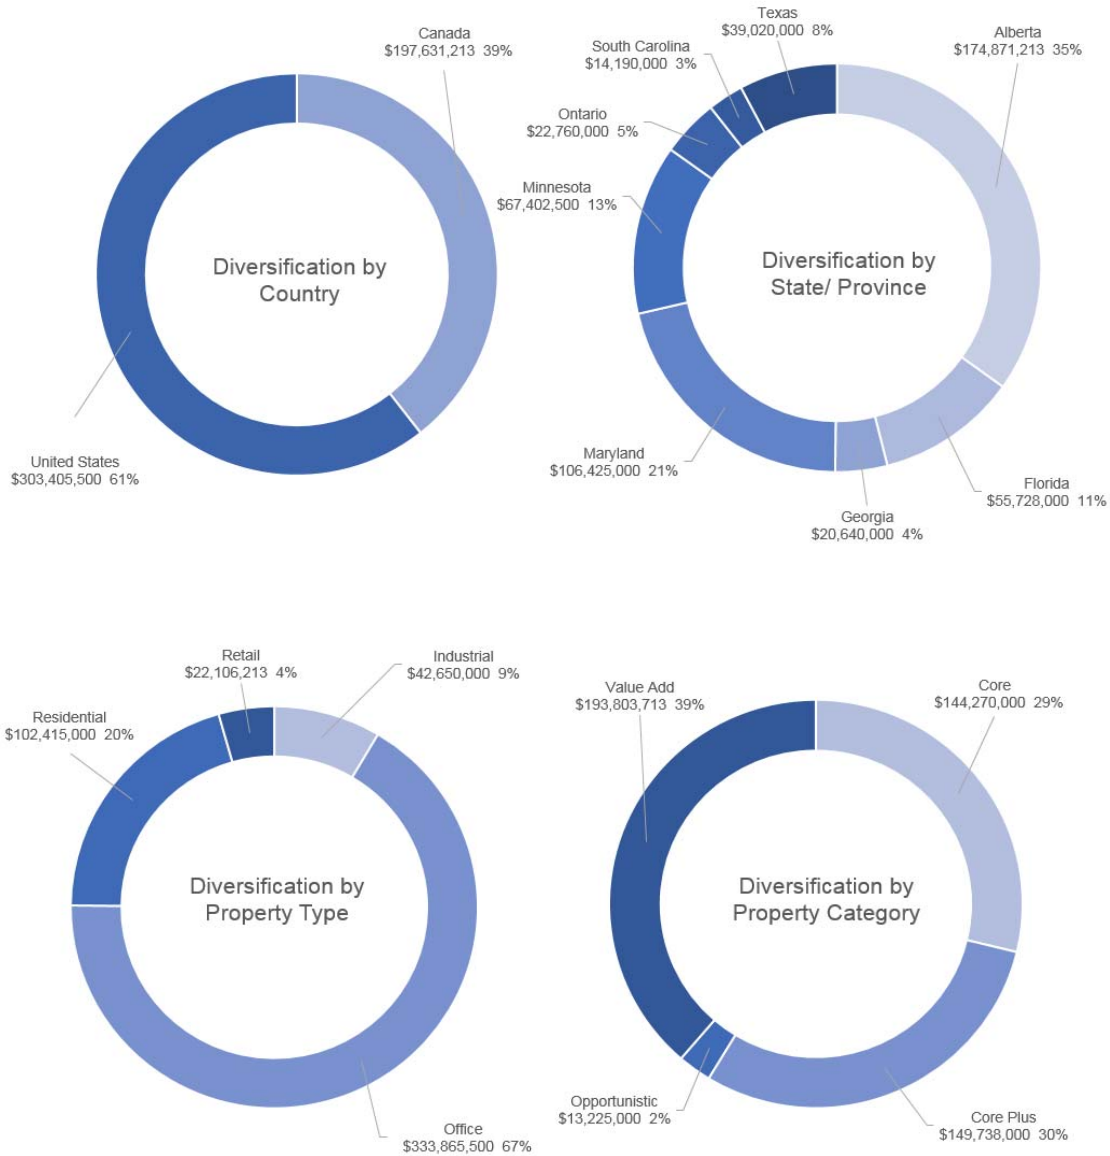 Canada
$197,631,213 39%
Diversification by
Country
United States
$303,405,500 61%
Texas
$39,020,000 8%
South Carolina
$14,190,000 3%
Alberta
$174,871,213 35%
Ontario
$22,760,000 5%
Minnesota
$67,402,500 13%
Diversification by
State/ Province
Maryland
$106,425,000 21%
Florida
$55,728,000 11%
Georgia
$20,640,000 4%
Retail
$22,106,213 4%
Industrial
$42,650,000 9%
Residential
$102,415,000 20%
Diversification by
Property Type
Office
$333,865,500 67%
Value Add
$193,803,713 39%
Core
$144,270,000 29%
Diversification by
Property Category
Opportunistic
$13,225,000 2%
Core Plus
$149,738,000 30%